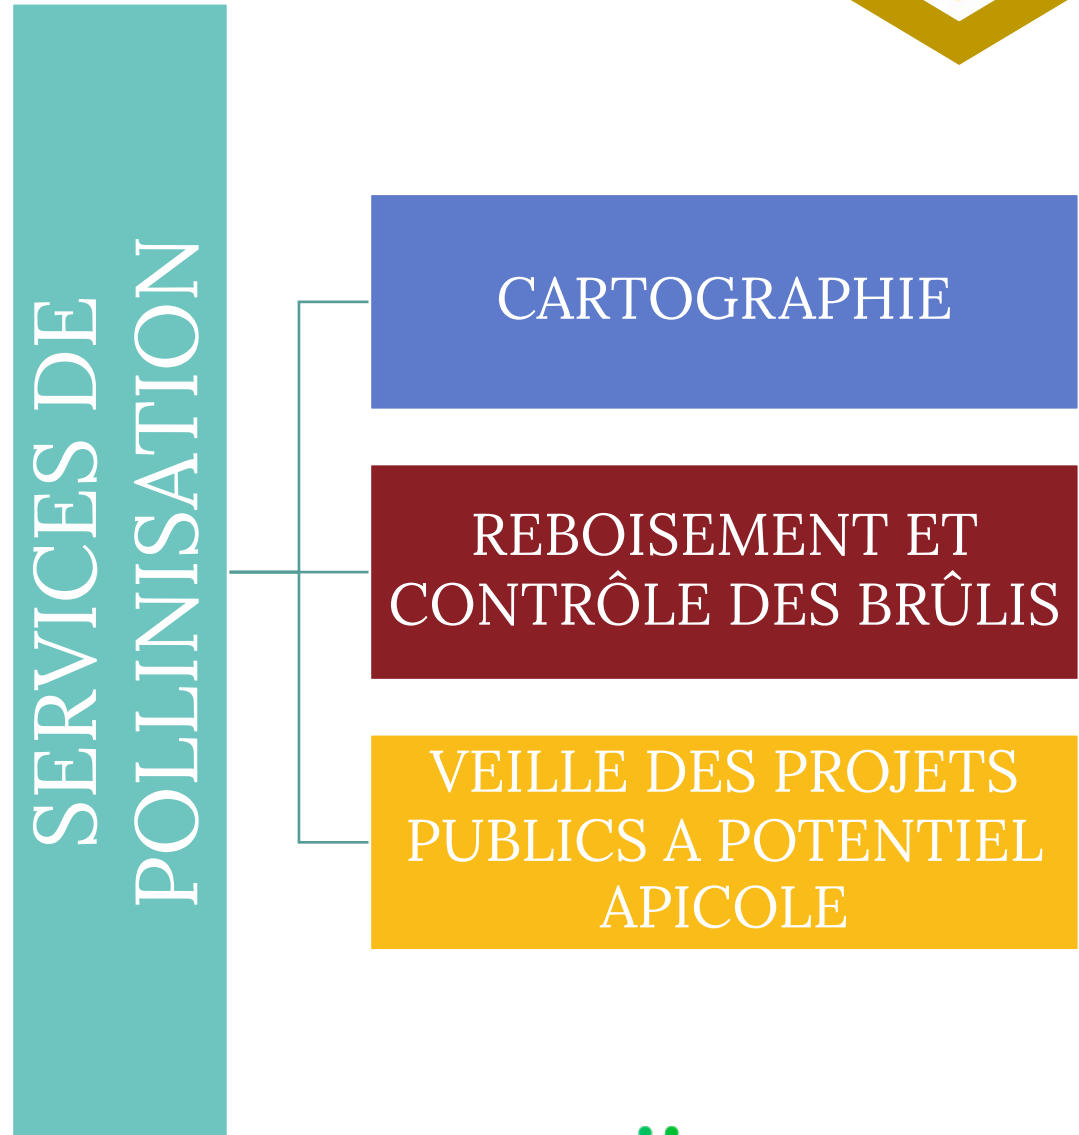 SERVICES DE
POLLINISATION
CARTOGRAPHIE
REBOISEMENT ET
CONTRÔLE DES BRÛLIS
VEILLE DES PROJETS
PUBLICS A POTENTIEL
APICOLE